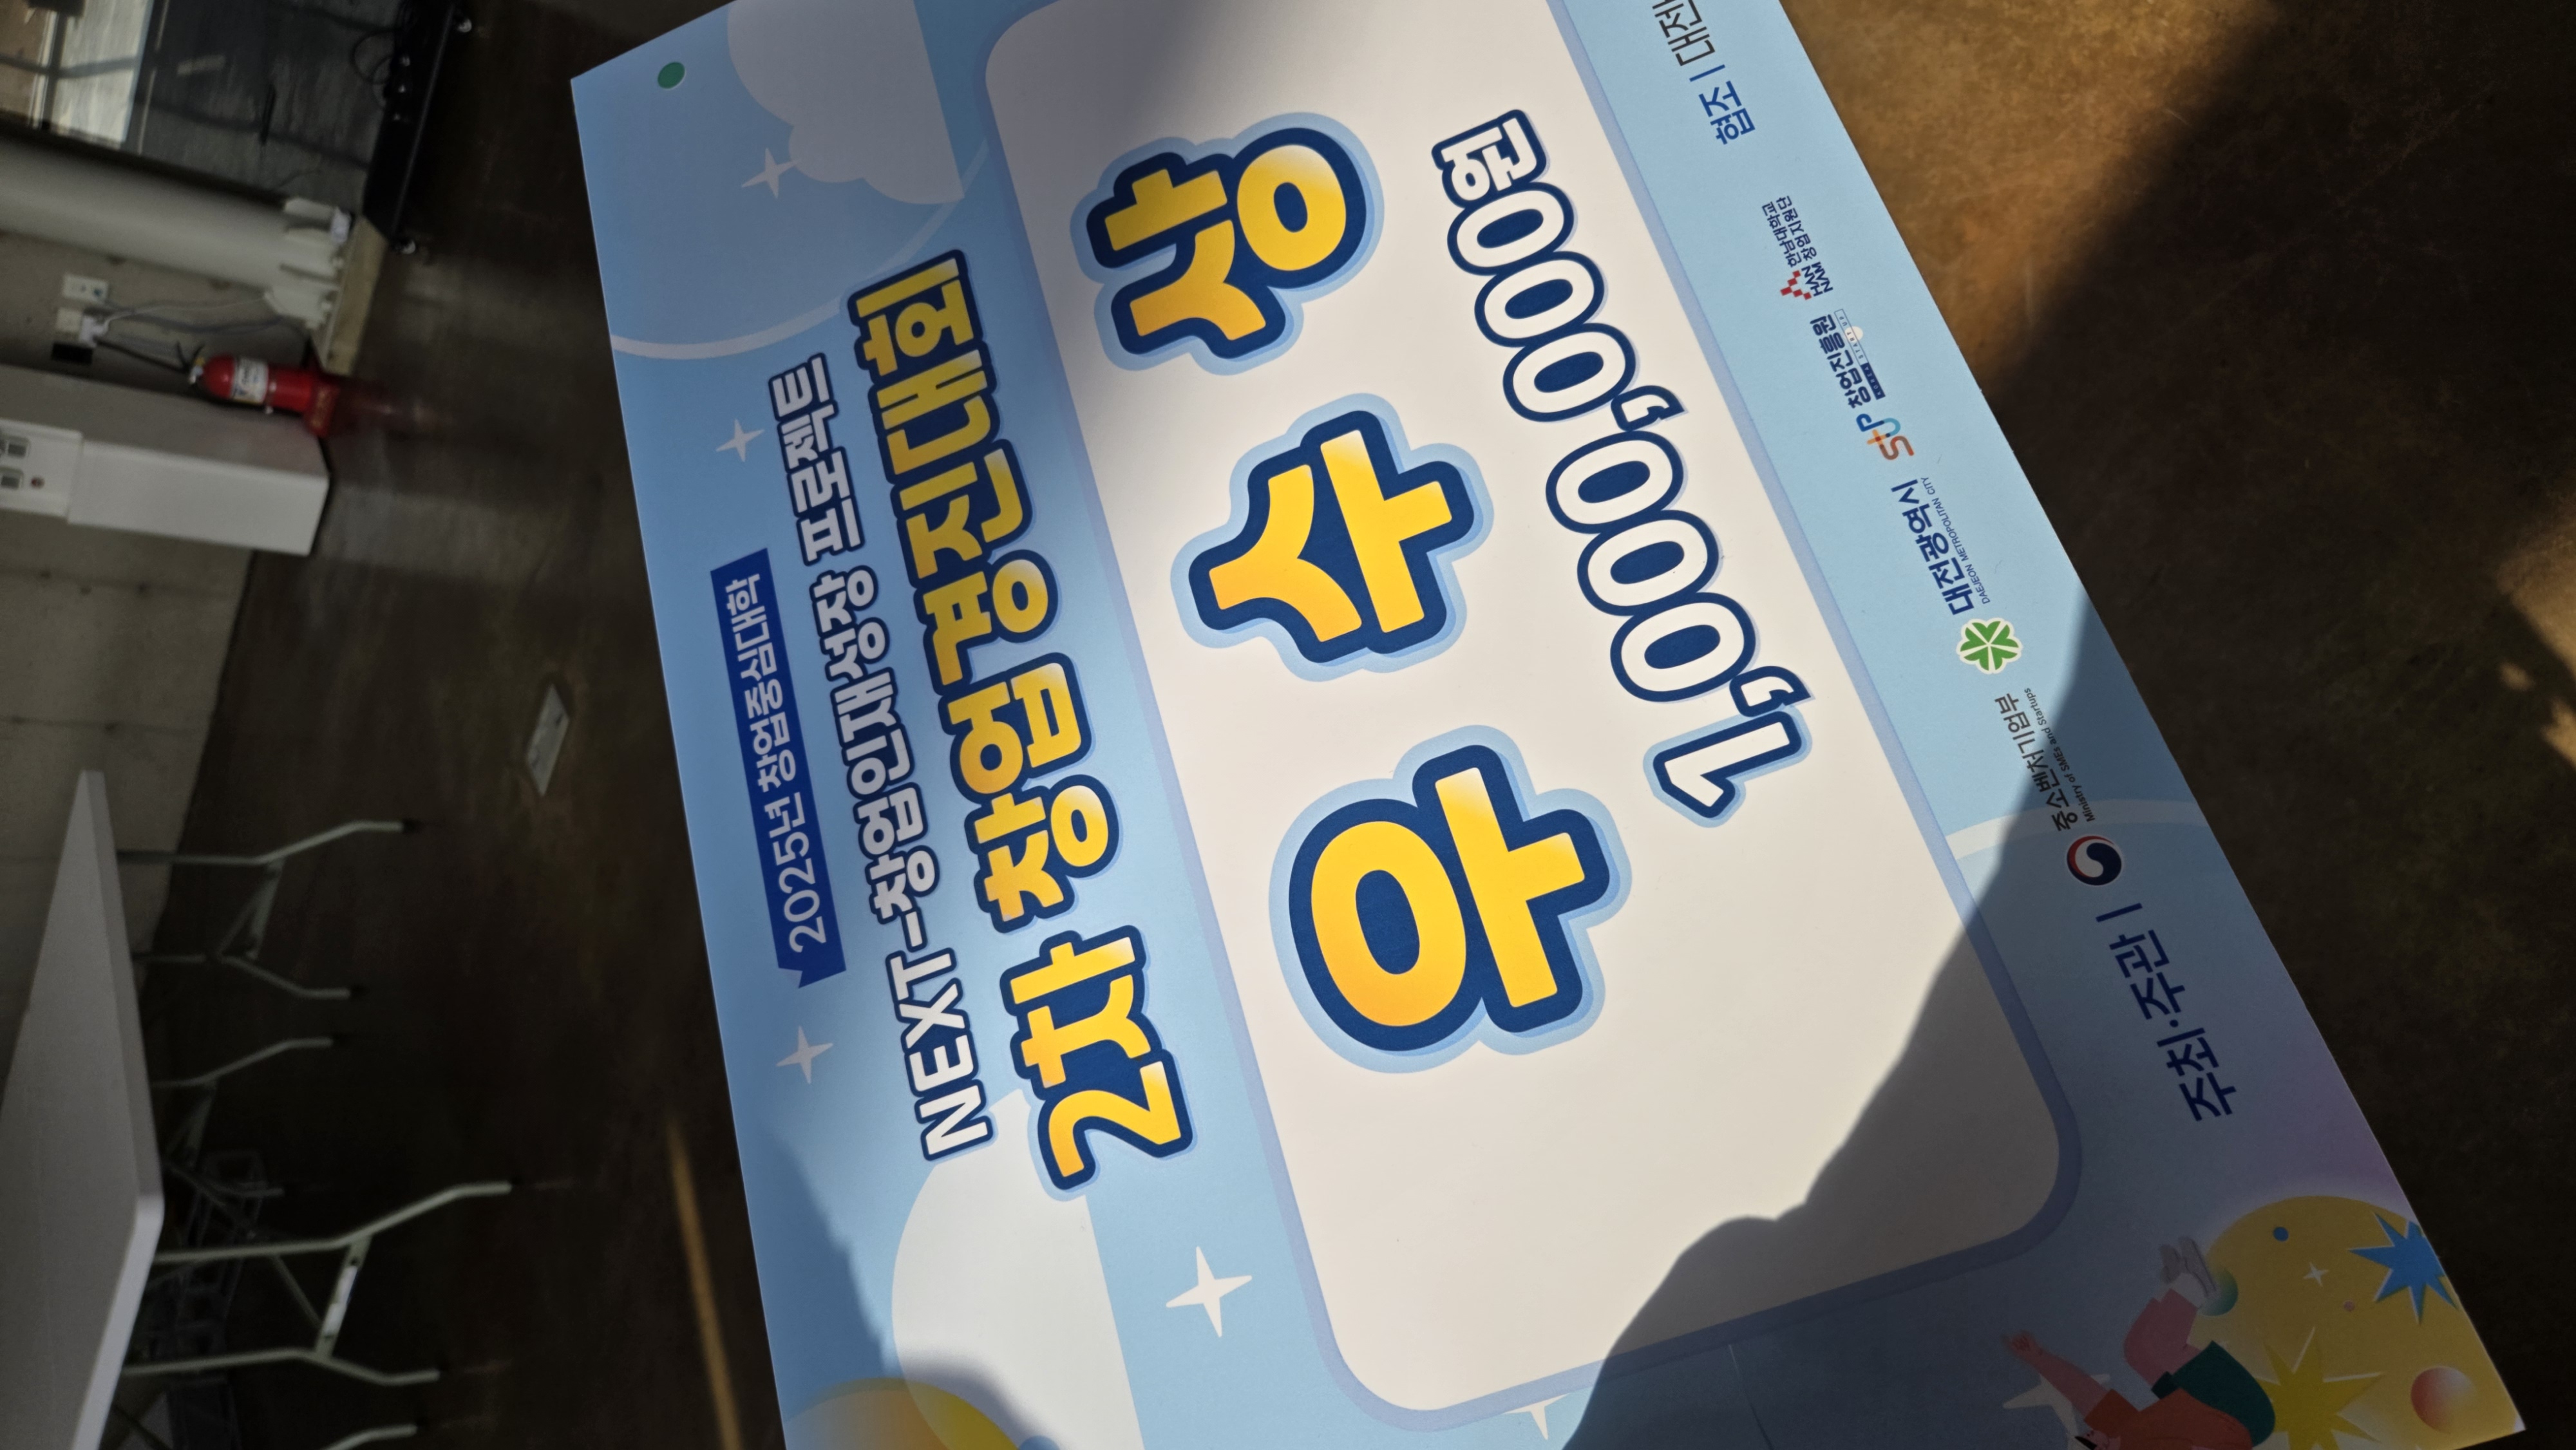 2025년 창업중심대학
NEXT-창업인재성장 프로젝트
2차 창업경진대회
우 수 상
1,000,000원
주최·주관 | 중소벤처기업부 대전광역시 창업진흥원 한남대학교 창업지원단 협조 |
Ministry of SMEs and Startups
DAEJEON METROPOLITAN CITY
HANNAM